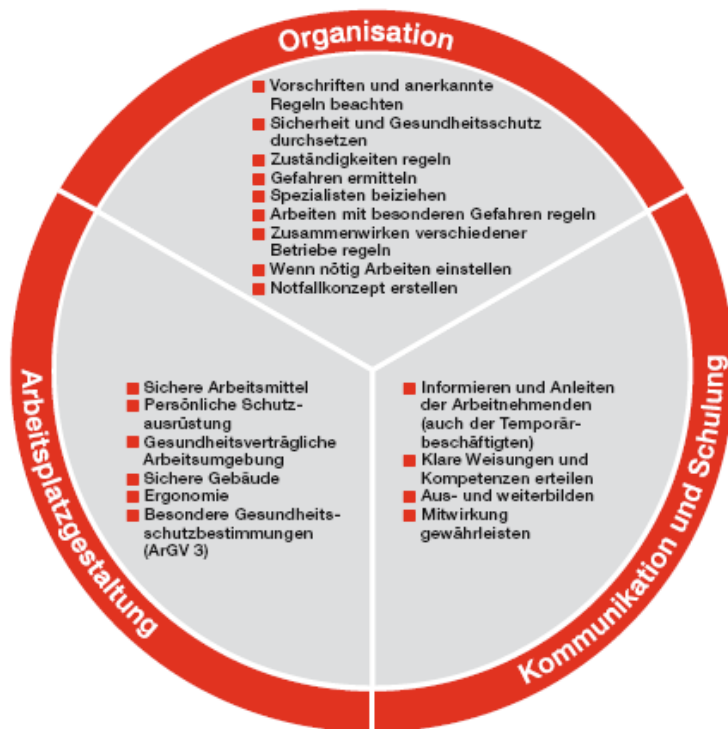 Organisation
Vorschriften und anerkannte
Regeln beachten
Sicherheit und Gesundheitsschutz
durchsetzen
Zuständigkeiten regeln
Gefahren ermitteln
Spezialisten beiziehen
Arbeiten mit besonderen Gefahren regeln
Zusammenwirken verschiedener
Betriebe regeln
Wenn nötig Arbeiten einstellen
Notfallkonzept erstellen
Arbeitsplatzgestaltung
Sichere Arbeitsmittel
Persönliche Schutz-
ausrüstung
Gesundheitsverträgliche
Arbeitsumgebung
Sichere Gebäude
Ergonomie
Besondere Gesundheits-
schutzbestimmungen
(ArGV 3)
Kommunikation und Schulung
Informieren und Anleiten
der Arbeitnehmenden
(auch der Temporär-
beschäftigten)
Klare Weisungen und
Kompetenzen erteilen
Aus- und weiterbilden
Mitwirkung
gewährleisten